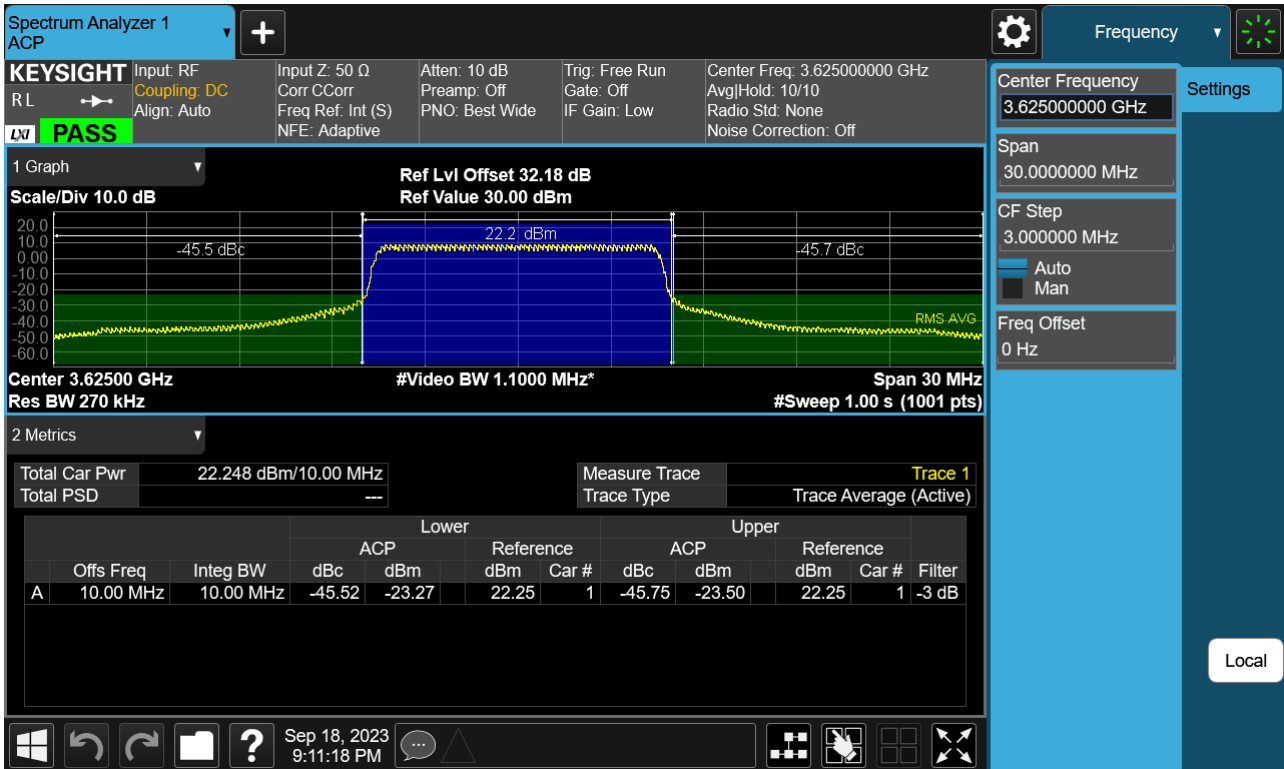 Spectrum Analyzer 1
ACP
Frequency
KEYSIGHT
R L
LXI
PASS
Input: RF
Coupling: DC
Align: Auto
Input Z: 50 Ω
Corr CCorr
Freq Ref: Int (S)
NFE: Adaptive
Atten: 10 dB
Preamp: Off
PNO: Best Wide
Trig: Free Run
Gate: Off
IF Gain: Low
Center Freq: 3.625000000 GHz
Avg|Hold: 10/10
Radio Std: None
Noise Correction: Off
Center Frequency
3.625000000 GHz
Settings
Span
30.0000000 MHz
CF Step
3.000000 MHz
Auto
Man
Freq Offset
0 Hz
Local
1 Graph
Scale/Div 10.0 dB
Ref Lvl Offset 32.18 dB
Ref Value 30.00 dBm
20.0
10.0
0.00
-10.0
-20.0
-30.0
-40.0
-50.0
-60.0
-45.5 dBc
22.2 dBm
-45.7 dBc
RMS AVG
Center 3.62500 GHz
#Video BW 1.1000 MHz*
Span 30 MHz
Res BW 270 kHz
#Sweep 1.00 s (1001 pts)
2 Metrics
Total Car Pwr 22.248 dBm/10.00 MHz
Total PSD ---
Measure Trace Trace 1
Trace Type Trace Average (Active)
Lower Upper
ACP Reference ACP Reference
Offs Freq Integ BW dBc dBm dBm Car # dBc dBm dBm Car # Filter
A 10.00 MHz 10.00 MHz -45.52 -23.27 22.25 1 -45.75 -23.50 22.25 1 -3 dB
Sep 18, 2023
9:11:18 PM